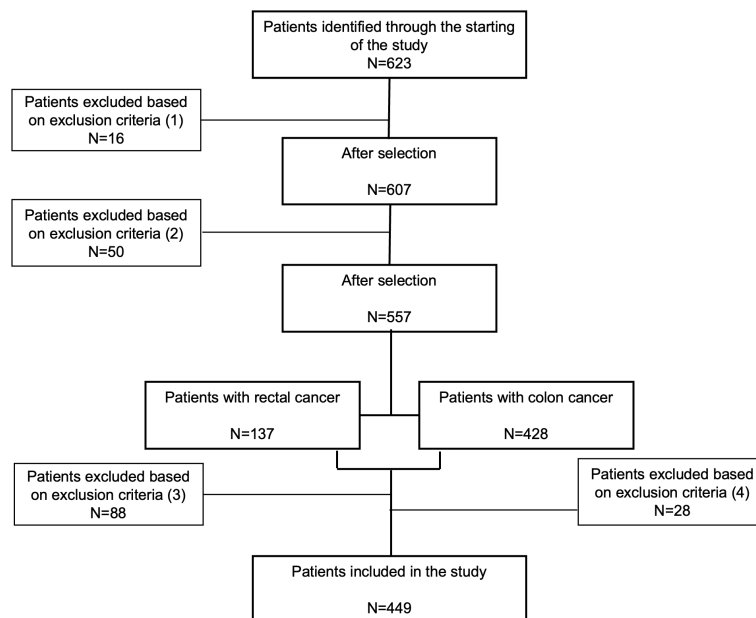 Patients identified through the starting
of the study
N=623
Patients excluded based
on exclusion criteria (1)
N=16
After selection
N=607
Patients excluded based
on exclusion criteria (2)
N=50
After selection
N=557
Patients with rectal cancer
N=137
Patients with colon cancer
N=428
Patients excluded based
on exclusion criteria (3)
N=88
Patients excluded based
on exclusion criteria (4)
N=28
Patients included in the study
N=449